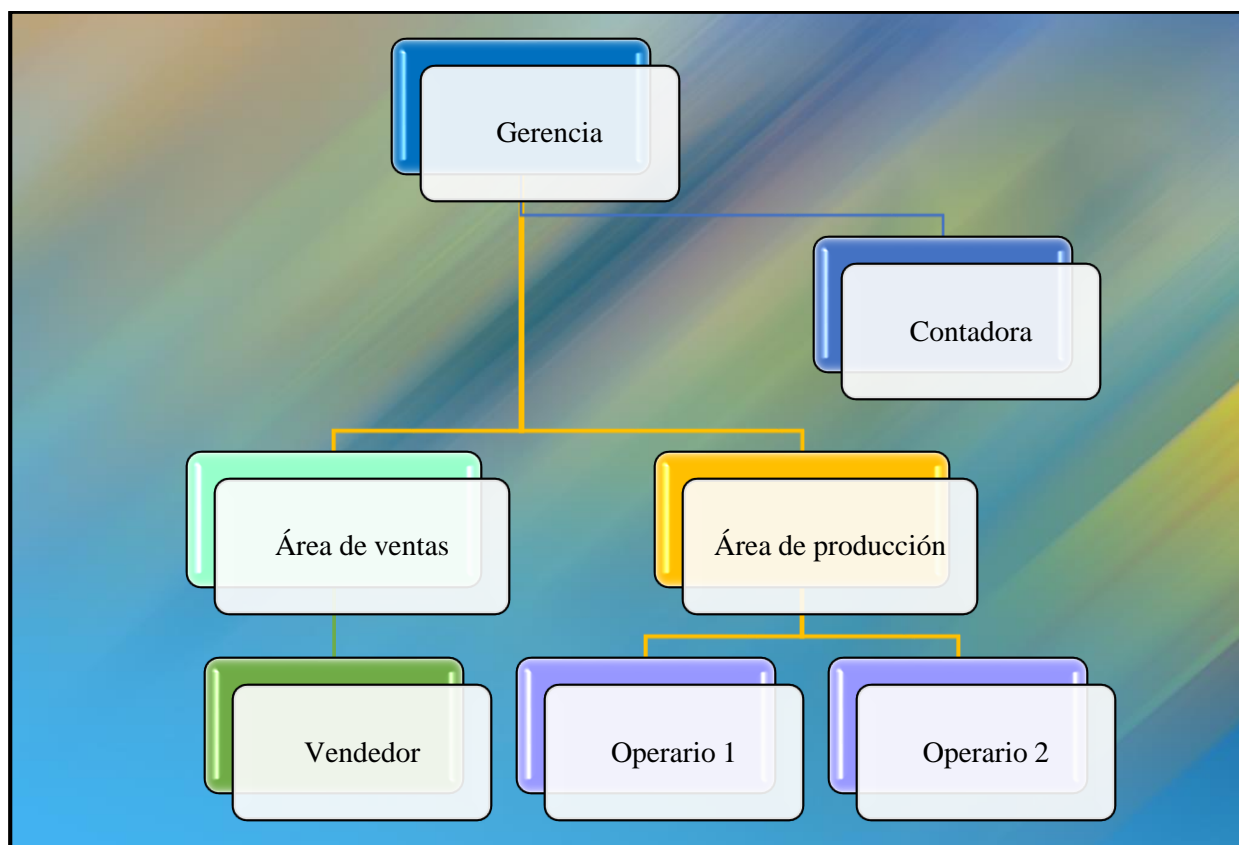 Gerencia
Contadora
Área de ventas
Área de producción
Vendedor
Operario 1
Operario 2